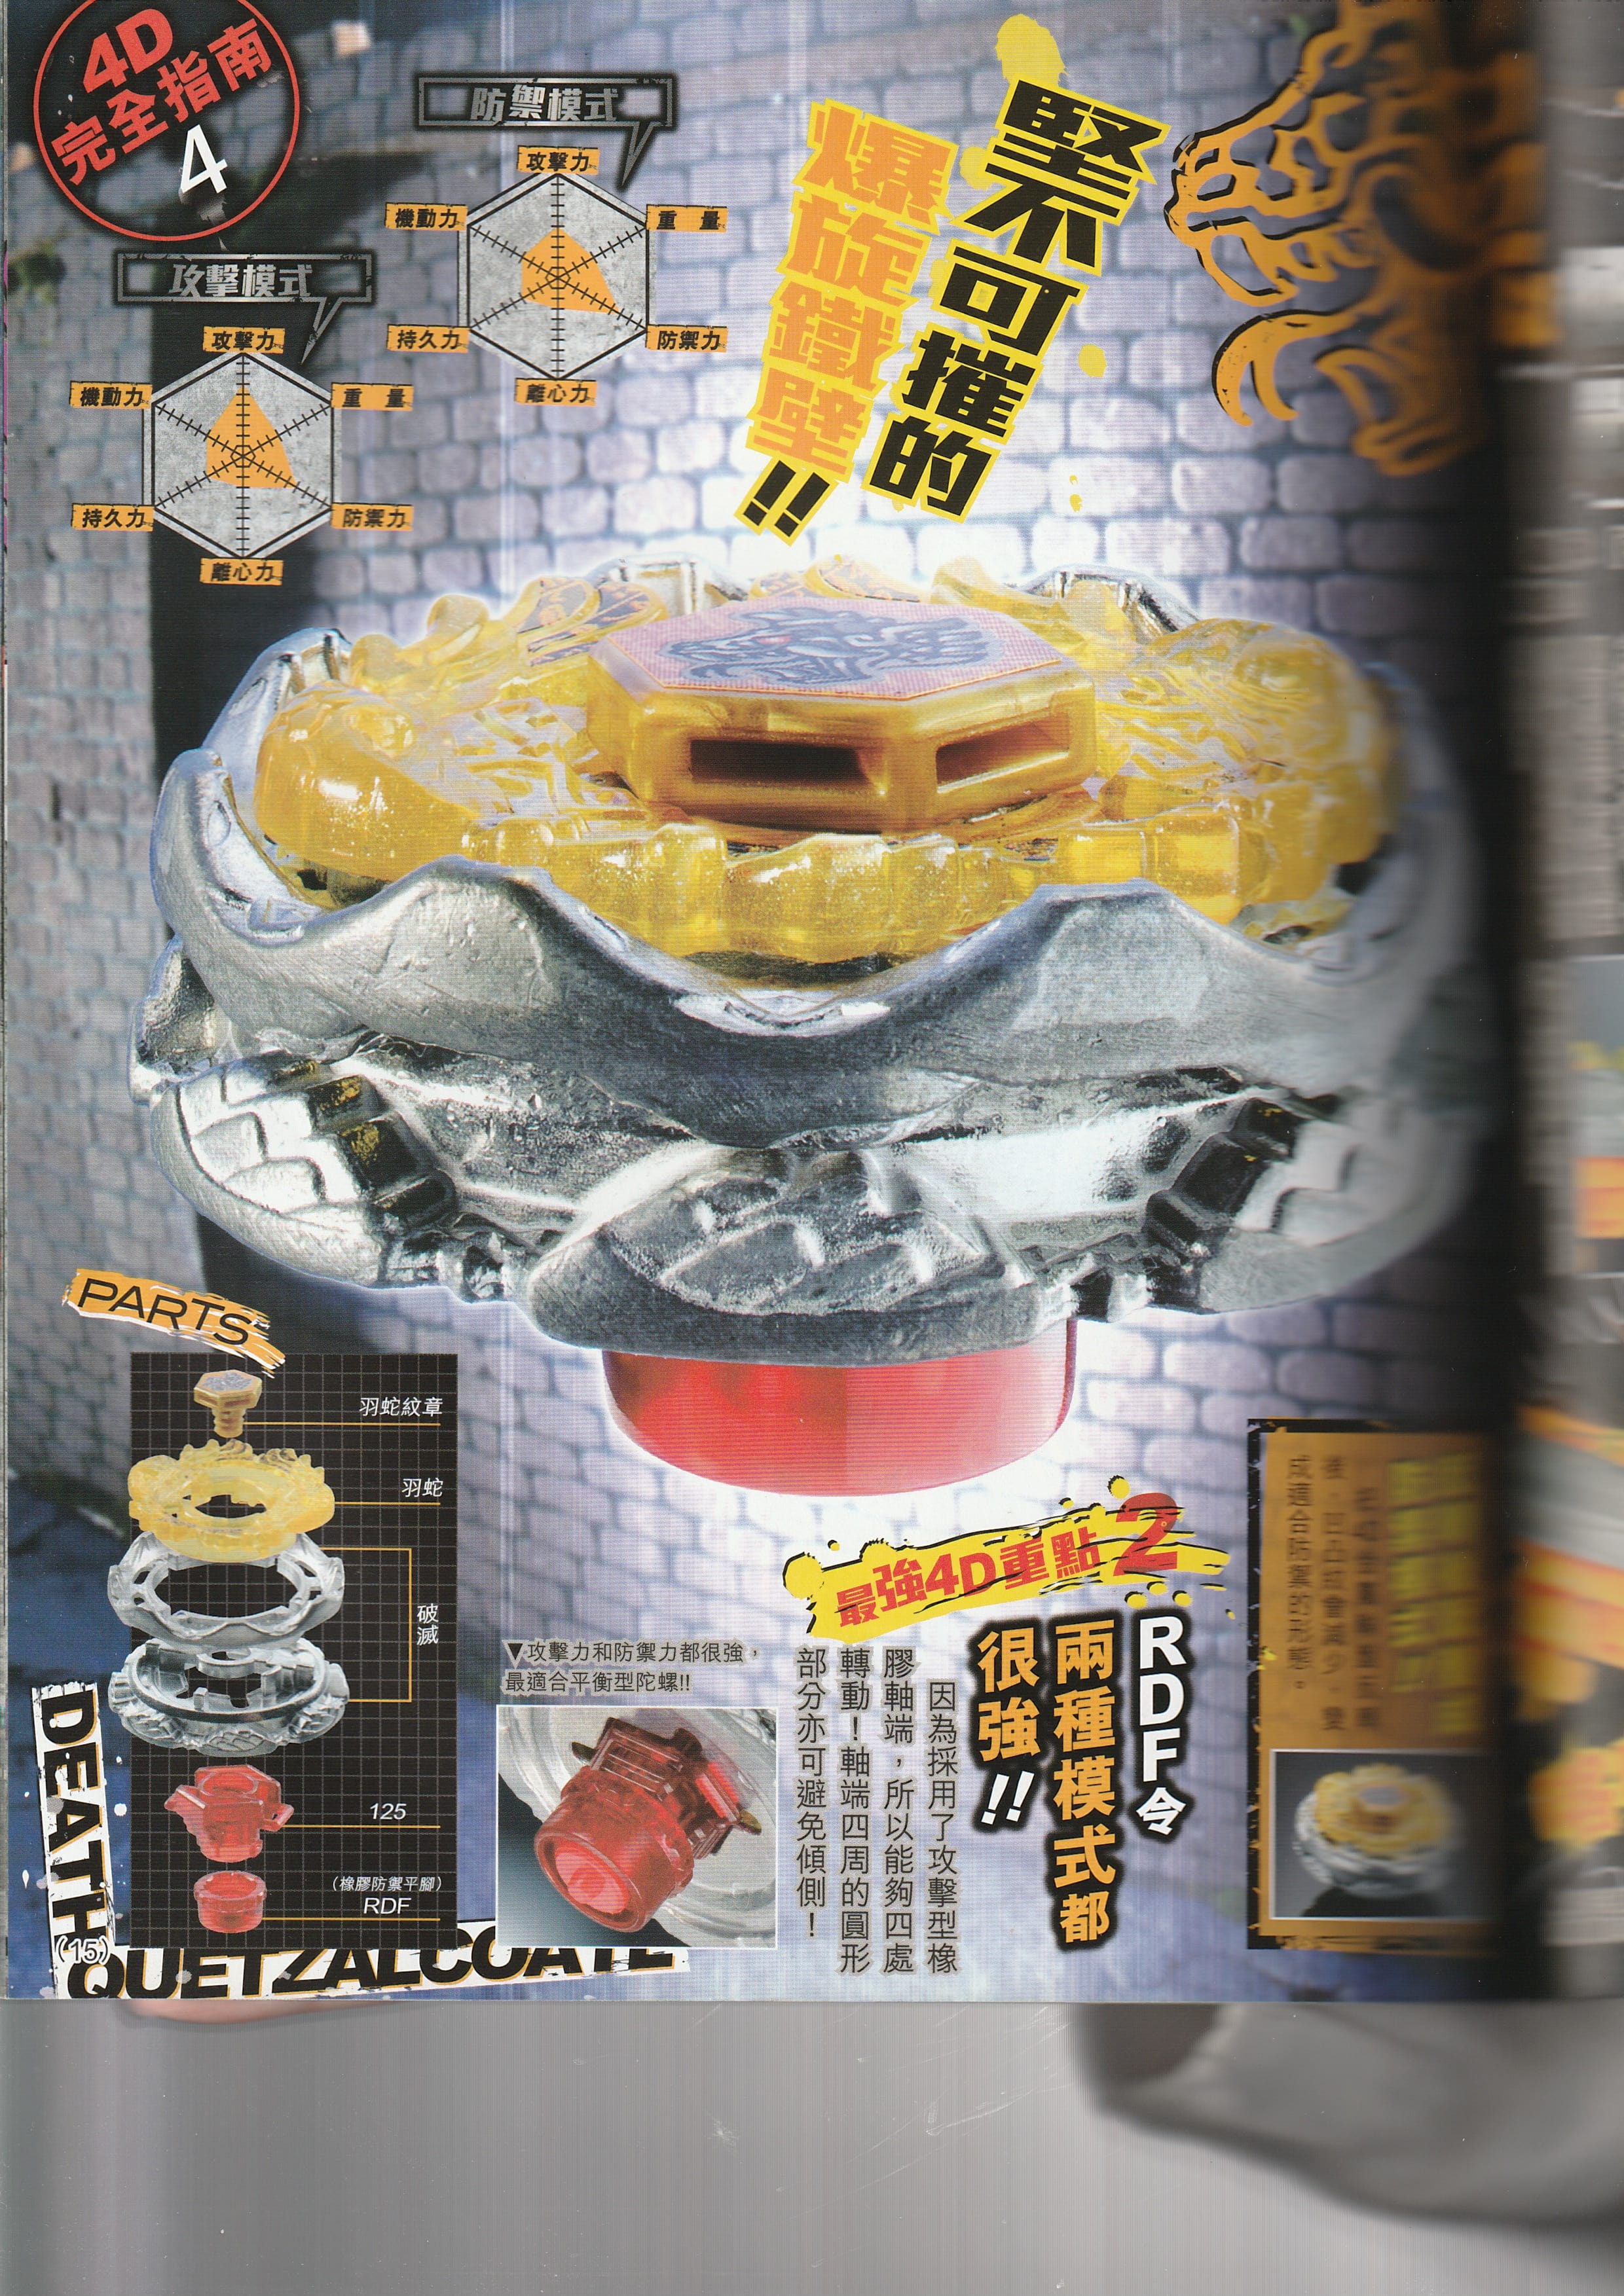 4D
完全指南
4
防禦模式
攻擊力
機動力
重量
持久力
防禦力
離心力
攻擊模式
攻擊力
機動力
重量
持久力
防禦力
離心力
堅不可摧的
爆旋鐵壁!!
PARTS
羽蛇紋章
羽蛇
破滅
125
(橡膠防禦平腳)
RDF
▼攻擊力和防禦力都很強，
最適合平衡型陀螺!!
最強4D重點2
RDF令
兩種模式都
很強!!
因為採用了攻擊型橡
膠軸端，所以能夠四處
轉動！軸端四周的圓形
部分亦可避免傾側！
成適合防禦的形態。
DEATH
QUETZALCOATL
(15)